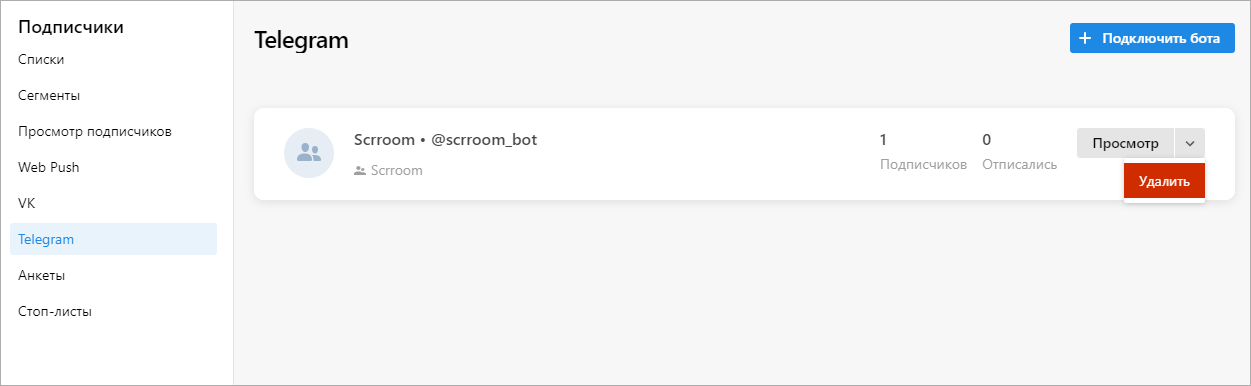 Подписчики
Списки
Сегменты
Просмотр подписчиков
Web Push
VK
Telegram
Анкеты
Стоп-листы
Telegram
+ Подключить бота
Scrroom • @scrroom_bot
Scrroom
1
Подписчиков
0
Отписались
Просмотр
Удалить